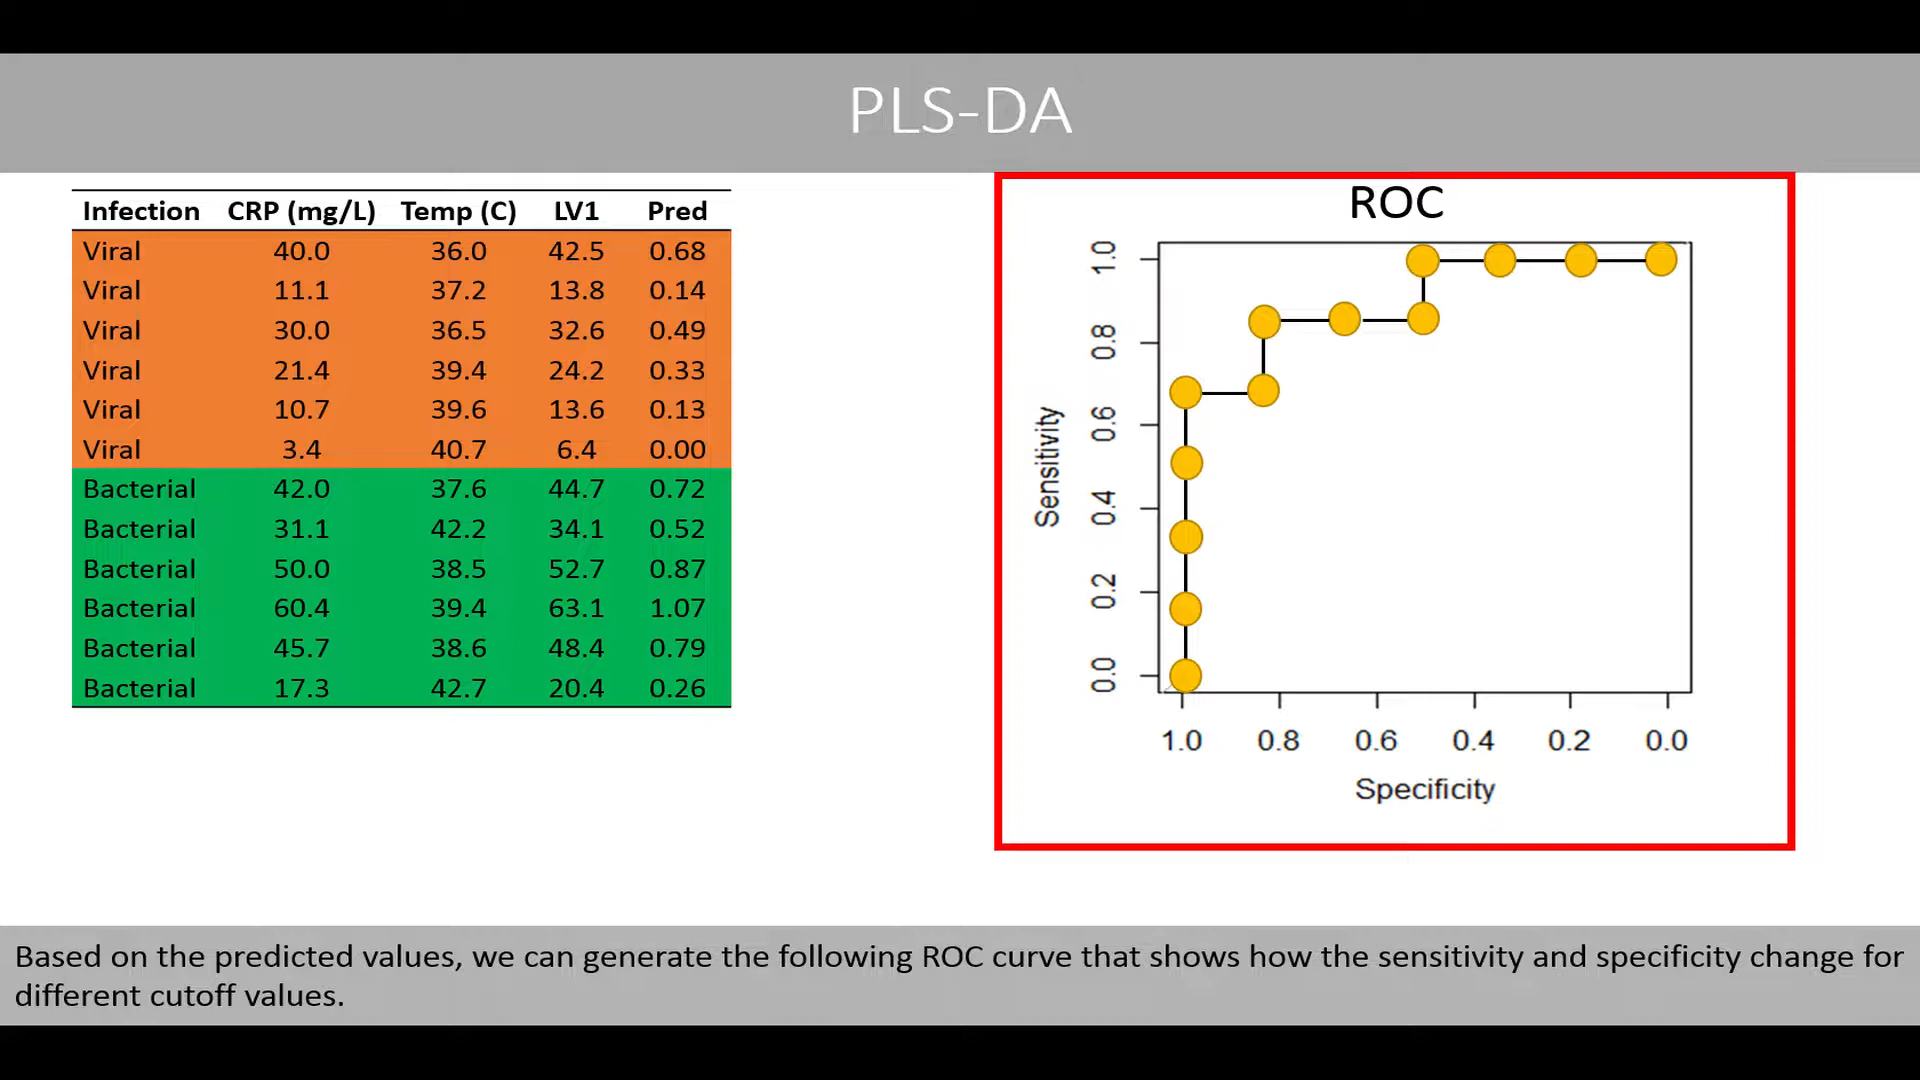 PLS-DA
Infection CRP (mg/L) Temp (C) LV1 Pred
Viral 40.0 36.0 42.5 0.68
Viral 11.1 37.2 13.8 0.14
Viral 30.0 36.5 32.6 0.49
Viral 21.4 39.4 24.2 0.33
Viral 10.7 39.6 13.6 0.13
Viral 3.4 40.7 6.4 0.00
Bacterial 42.0 37.6 44.7 0.72
Bacterial 31.1 42.2 34.1 0.52
Bacterial 50.0 38.5 52.7 0.87
Bacterial 60.4 39.4 63.1 1.07
Bacterial 45.7 38.6 48.4 0.79
Bacterial 17.3 42.7 20.4 0.26
ROC
Sensitivity
1.0
0.8
0.6
0.4
0.2
0.0
1.0 0.8 0.6 0.4 0.2 0.0
Specificity
Based on the predicted values, we can generate the following ROC curve that shows how the sensitivity and specificity change for
different cutoff values.